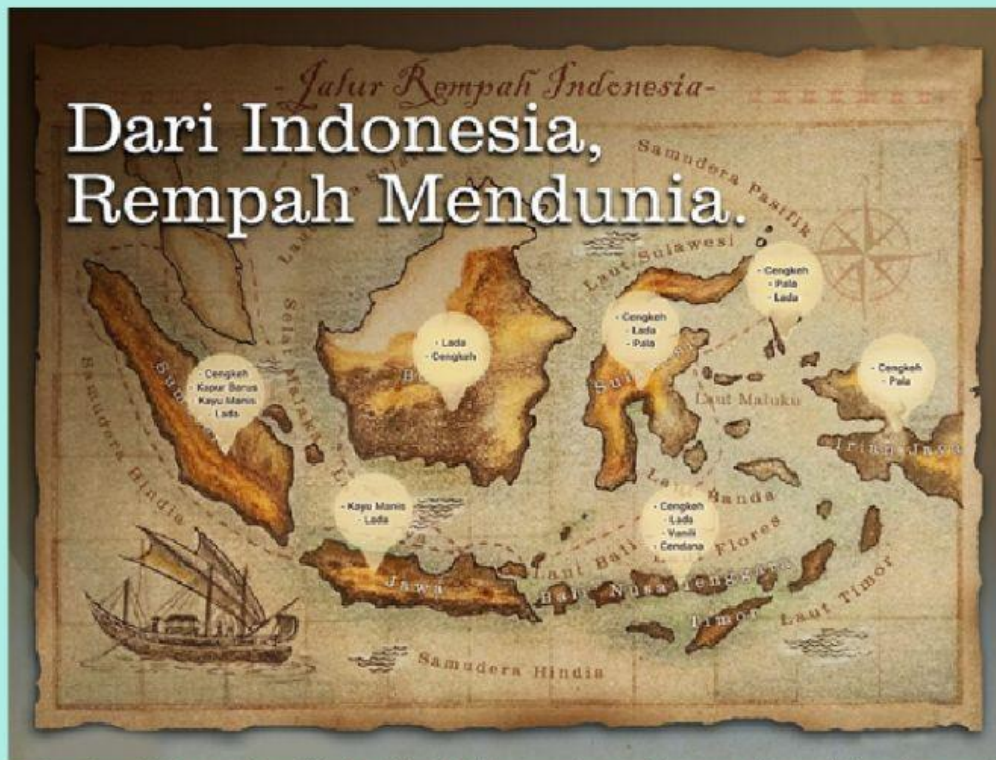 -Jalur Rempah Indonesia-
Dari Indonesia,
Rempah Mendunia.
Samudera Pasifik
Laut Sulawesi
- Cengkeh
- Pala
- Lada
- Cengkeh
- Lada
- Pala
- Lada
- Cengkeh
- Cengkeh
- Kapur Barus
- Kayu Manis
- Lada
- Cengkeh
- Pala
Selat Malaka
Laut Maluku
Irian Jaya
Samudera Hindia
- Kayu Manis
- Lada
- Cengkeh
- Lada
- Vanili
- Cendana
Laut Banda
Laut Bali
Flores
Jawa
Bali
Nusa Tenggara
Timor
Laut Timor
Samudera Hindia